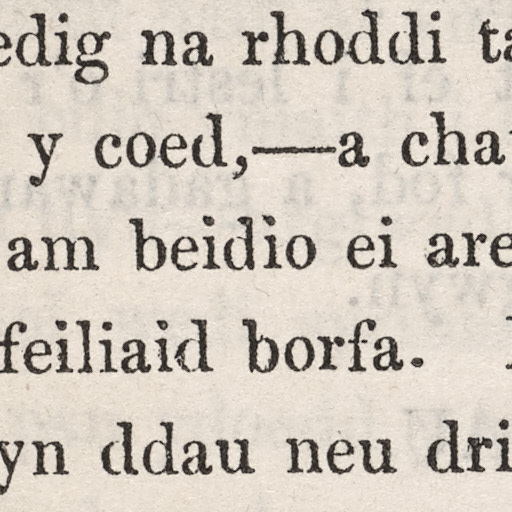 edig na rhoddi ta
y coed,—a cha
am beidio ei are
feiliaid borfa.
yn ddau neu dri